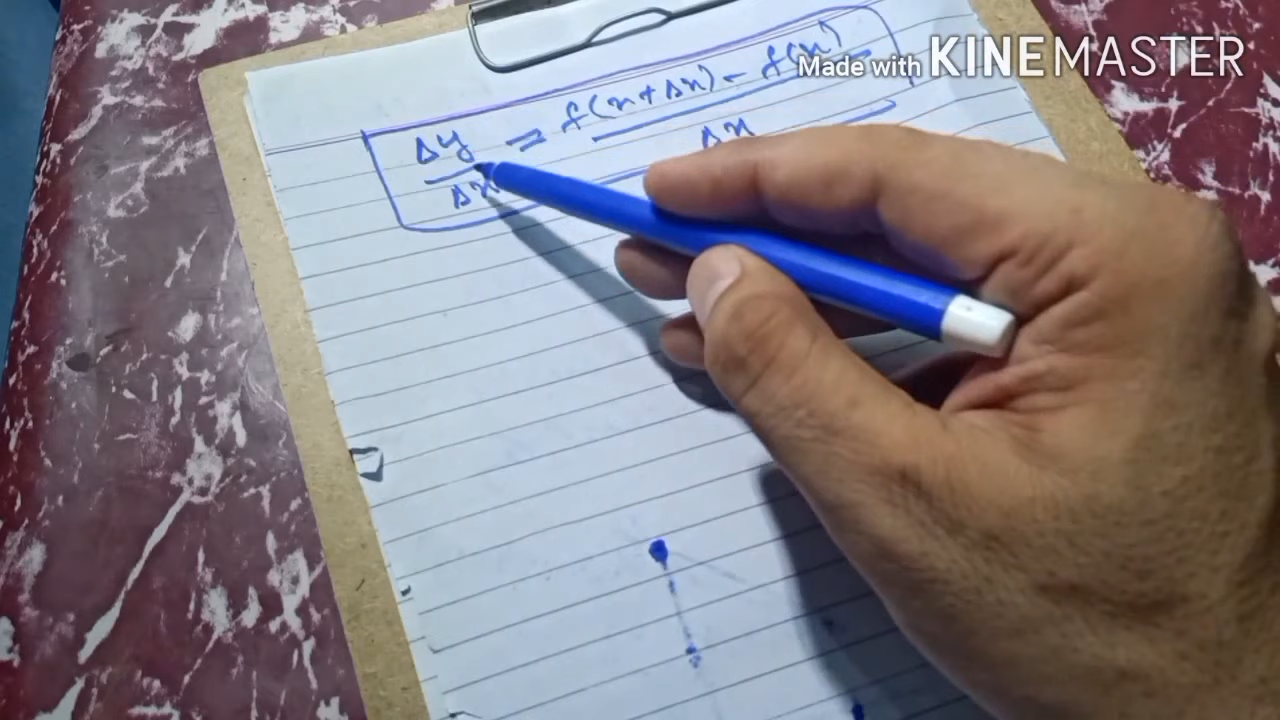 Made with KINEMASTER
Δy/Δx = f(x+Δx) - f(x)/Δx